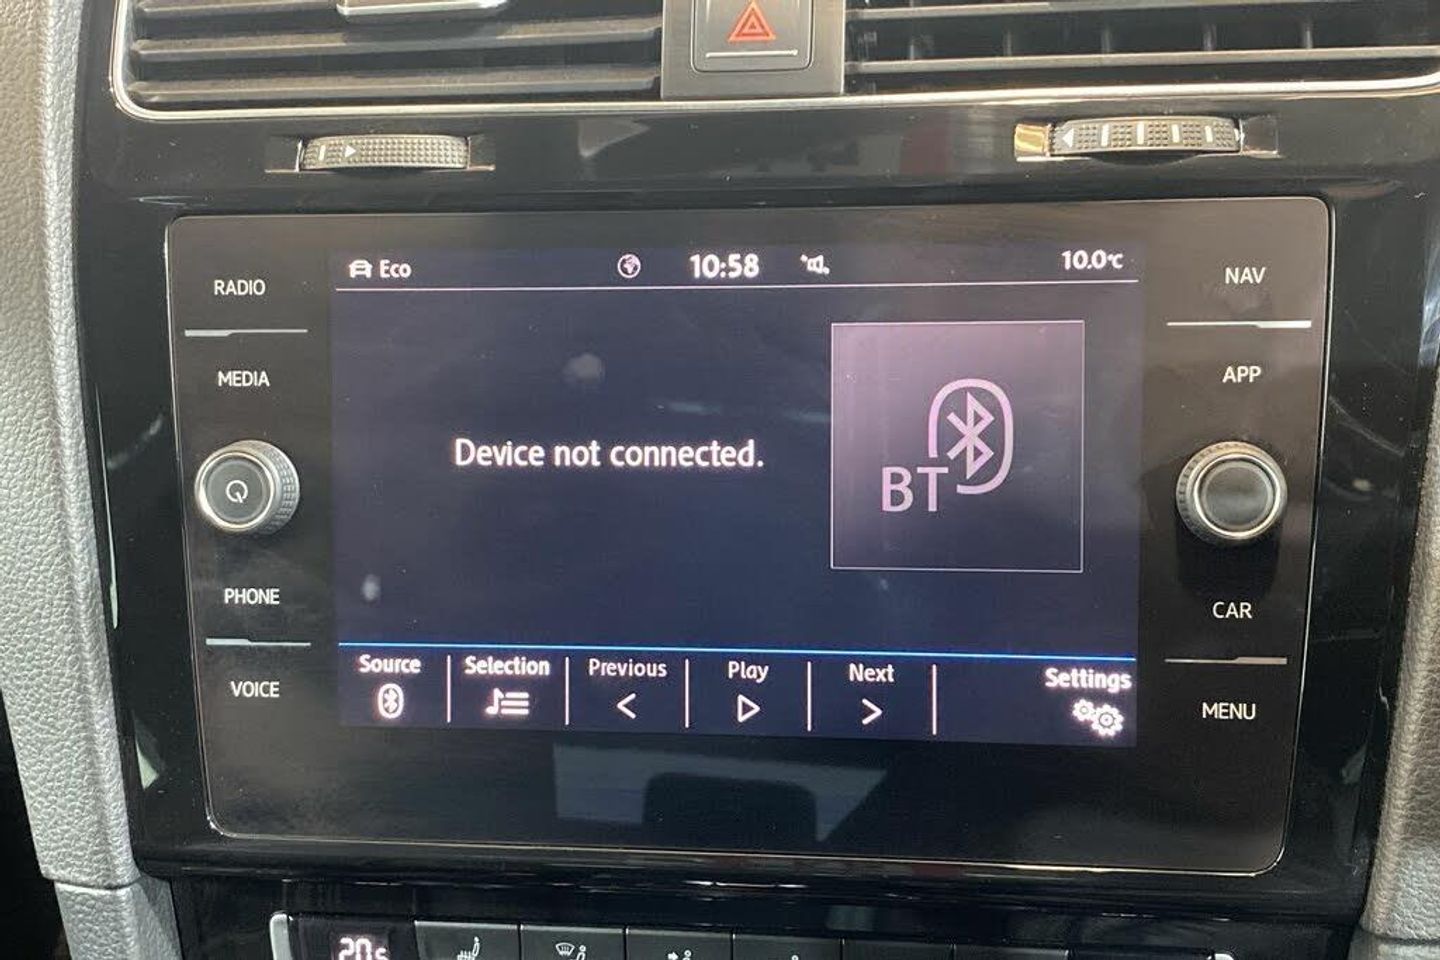 Eco
10:58
10.0°C
RADIO
MEDIA
PHONE
VOICE
NAV
APP
CAR
MENU
Device not connected.
BT
Source
Selection
Previous
Play
Next
Settings